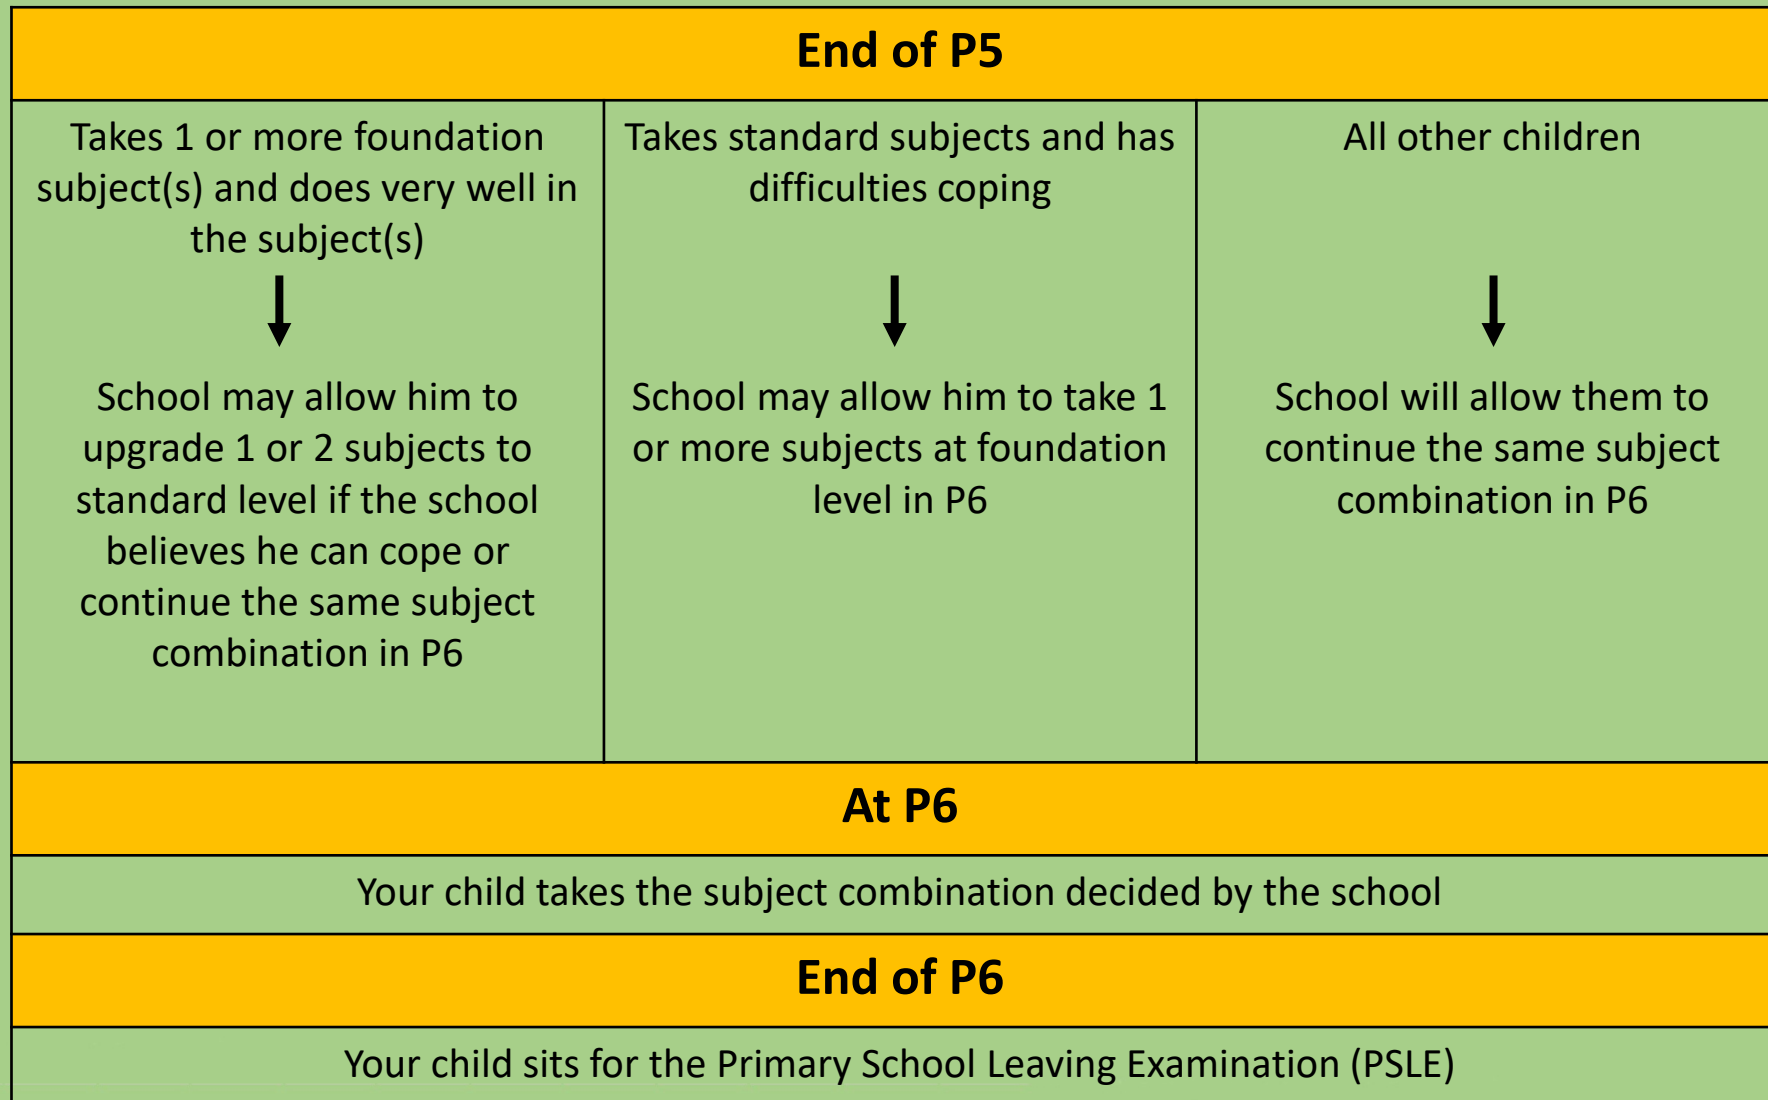 End of P5
Takes 1 or more foundation
subject(s) and does very well in
the subject(s)
School may allow him to
upgrade 1 or 2 subjects to
standard level if the school
believes he can cope or
continue the same subject
combination in P6
Takes standard subjects and has
difficulties coping
School may allow him to take 1
or more subjects at foundation
level in P6
All other children
School will allow them to
continue the same subject
combination in P6
At P6
Your child takes the subject combination decided by the school
End of P6
Your child sits for the Primary School Leaving Examination (PSLE)